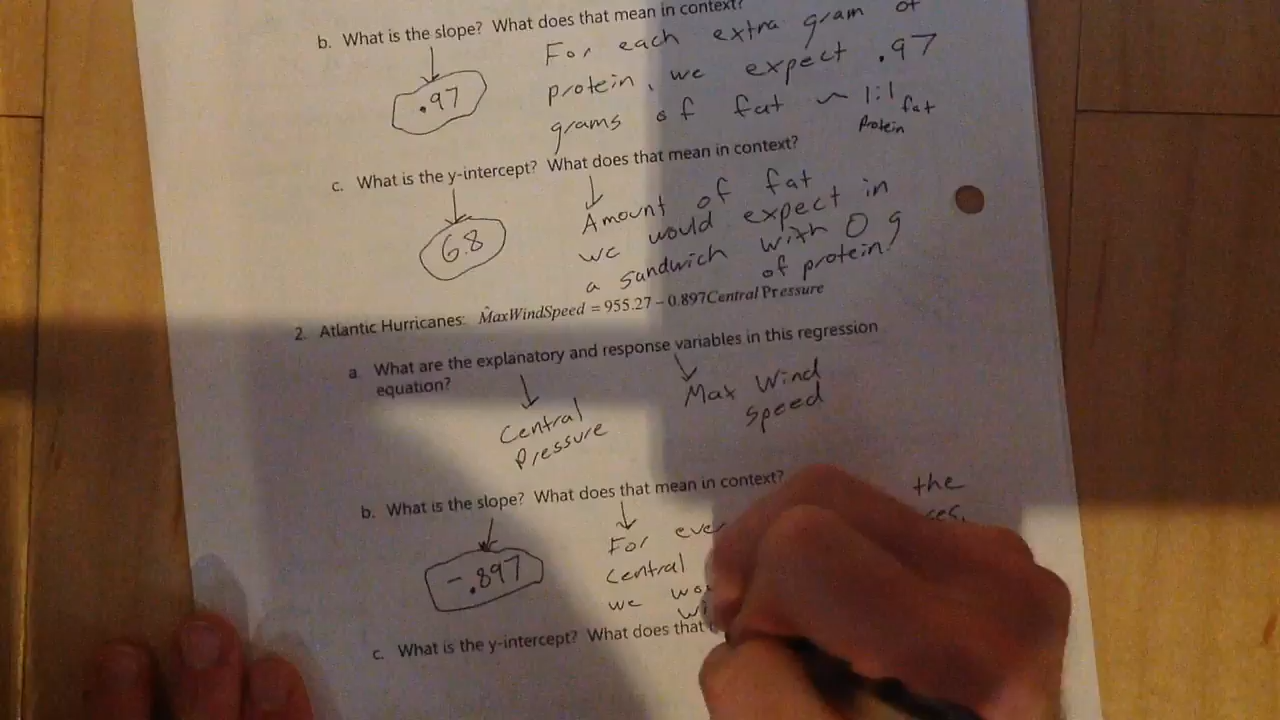 b. What is the slope? What does that mean in context?
For each extra gram of
protein, we expect .97
grams of fat ~ 1:1 fat
Protein
.97
c. What is the y-intercept? What does that mean in context?
6.8
Amount of fat
we would expect in
a sandwich with 0 g
of protein!
2. Atlantic Hurricanes: M̂axWindSpeed = 955.27 − 0.897Central Pressure
a. What are the explanatory and response variables in this regression
equation?
Central
Pressure
Max Wind
Speed
b. What is the slope? What does that mean in context?
-.897
For the
Central
we
c. What is the y-intercept? What does that